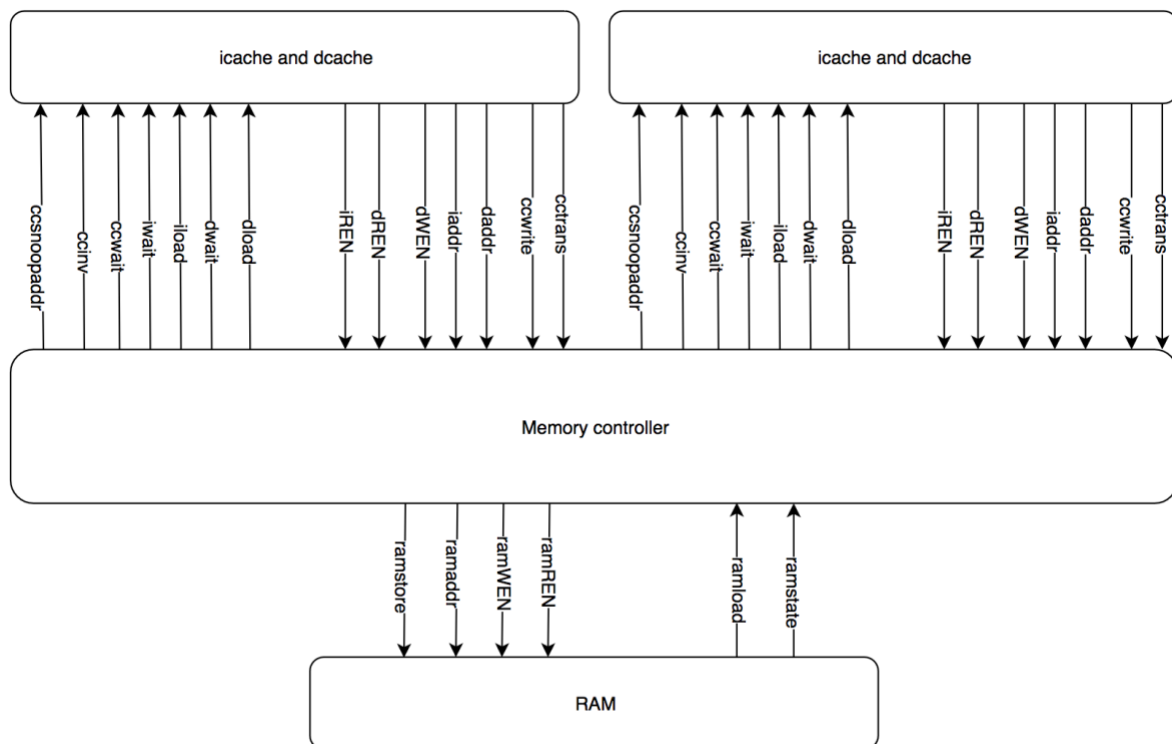 icache and dcache
icache and dcache
ccsnoopaddr
ccinv
ccwait
iwait
iload
dwait
dload
iREN
dREN
dWEN
iaddr
daddr
ccwrite
cctrans
ccsnoopaddr
ccinv
ccwait
iwait
iload
dwait
dload
iREN
dREN
dWEN
iaddr
daddr
ccwrite
cctrans
Memory controller
ramstore
ramaddr
ramWEN
ramREN
ramload
ramstate
RAM